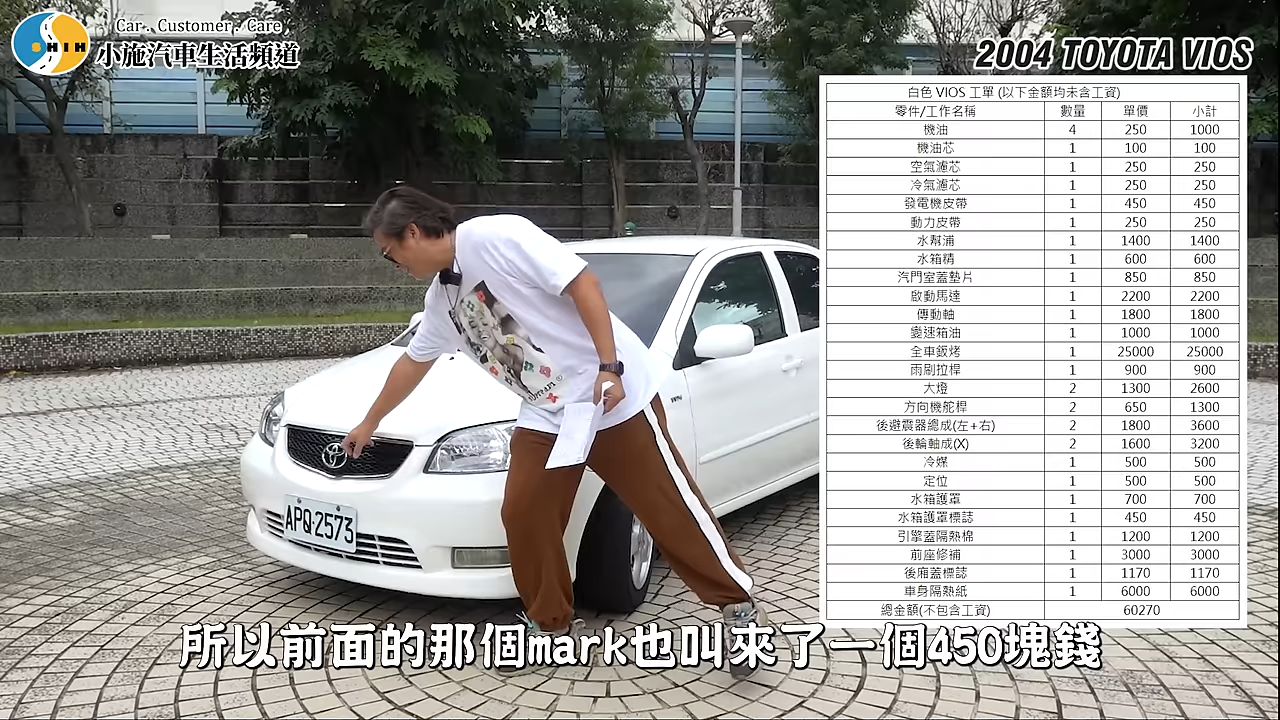 Car . Customer . Care
SHIH
小施汽車生活頻道
2004 TOYOTA VIOS
白色 VIOS 工單 (以下金額均未含工資)
零件/工作名稱 數量 單價 小計
機油 4 250 1000
機油芯 1 100 100
空氣濾芯 1 250 250
冷氣濾芯 1 250 250
發電機皮帶 1 450 450
動力皮帶 1 250 250
水幫浦 1 1400 1400
水箱精 1 600 600
汽門室蓋墊片 1 850 850
啟動馬達 1 2200 2200
傳動軸 1 1800 1800
變速箱油 1 1000 1000
全車鈑烤 1 25000 25000
雨刷拉桿 1 900 900
大燈 2 1300 2600
方向機舵桿 2 650 1300
後避震器總成(左+右) 2 1800 3600
後輪軸成(X) 2 1600 3200
冷媒 1 500 500
定位 1 500 500
水箱護罩 1 700 700
水箱護罩標誌 1 450 450
引擎蓋隔熱棉 1 1200 1200
前座修補 1 3000 3000
後廂蓋標誌 1 1170 1170
車身隔熱紙 1 6000 6000
總金額(不包含工資) 60270
APQ-2573
所以前面的那個mark也叫來了一個450塊錢